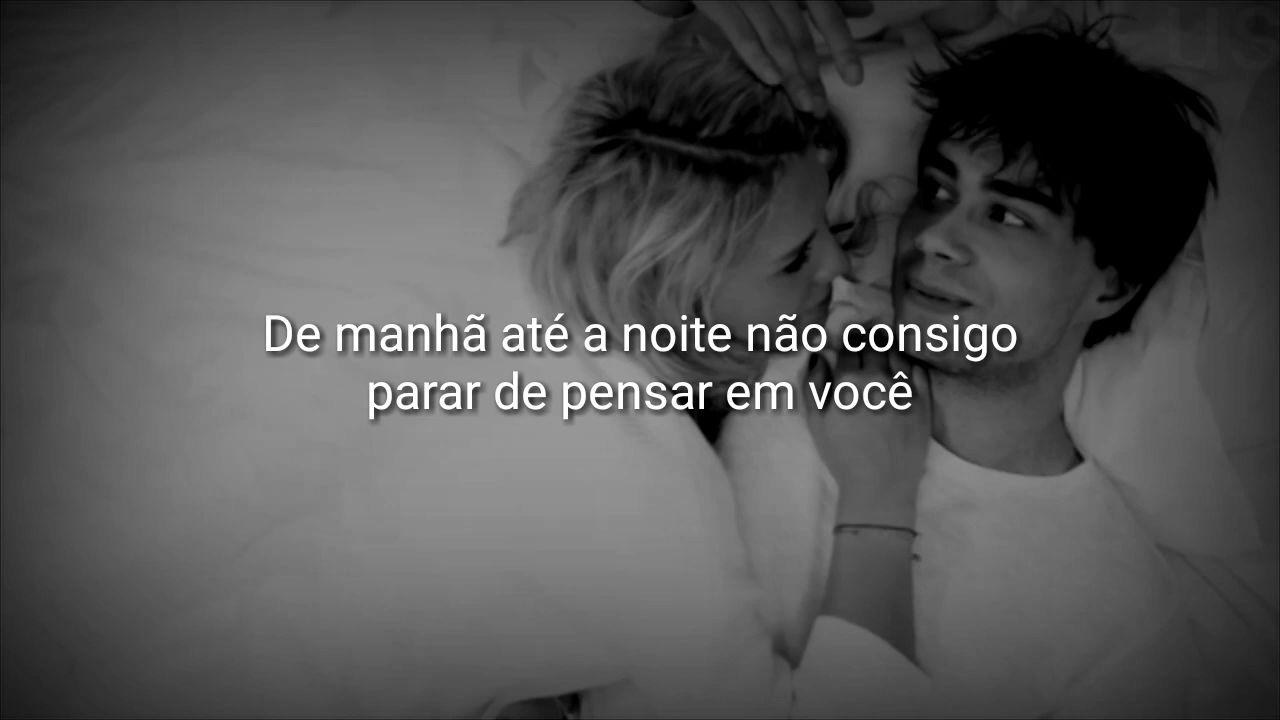 De manhã até a noite não consigo
parar de pensar em você